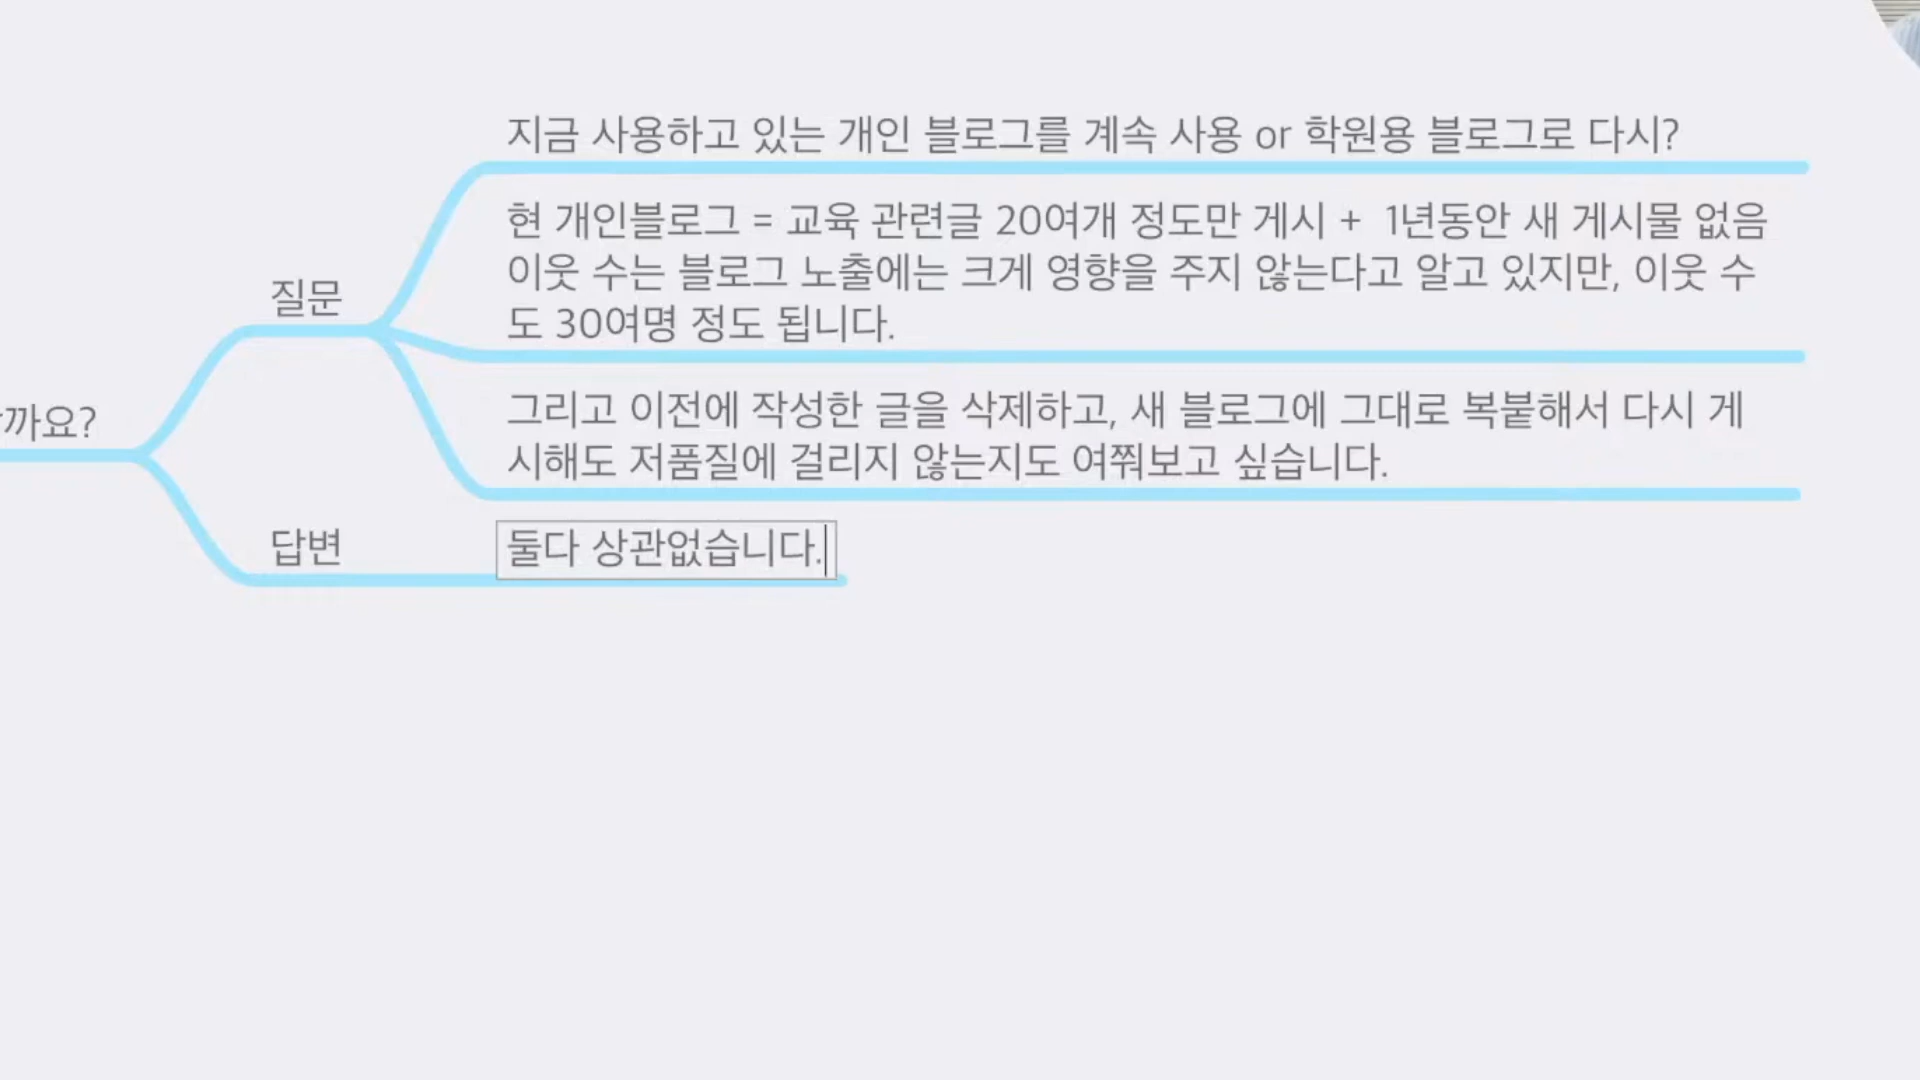 지금 사용하고 있는 개인 블로그를 계속 사용 or 학원용 블로그로 다시?
현 개인블로그 = 교육 관련글 20여개 정도만 게시 + 1년동안 새 게시물 없음
이웃 수는 블로그 노출에는 크게 영향을 주지 않는다고 알고 있지만, 이웃 수
도 30여명 정도 됩니다.
질문
그리고 이전에 작성한 글을 삭제하고, 새 블로그에 그대로 복붙해서 다시 게
시해도 저품질에 걸리지 않는지도 여쭤보고 싶습니다.
까요?
답변
둘다 상관없습니다.